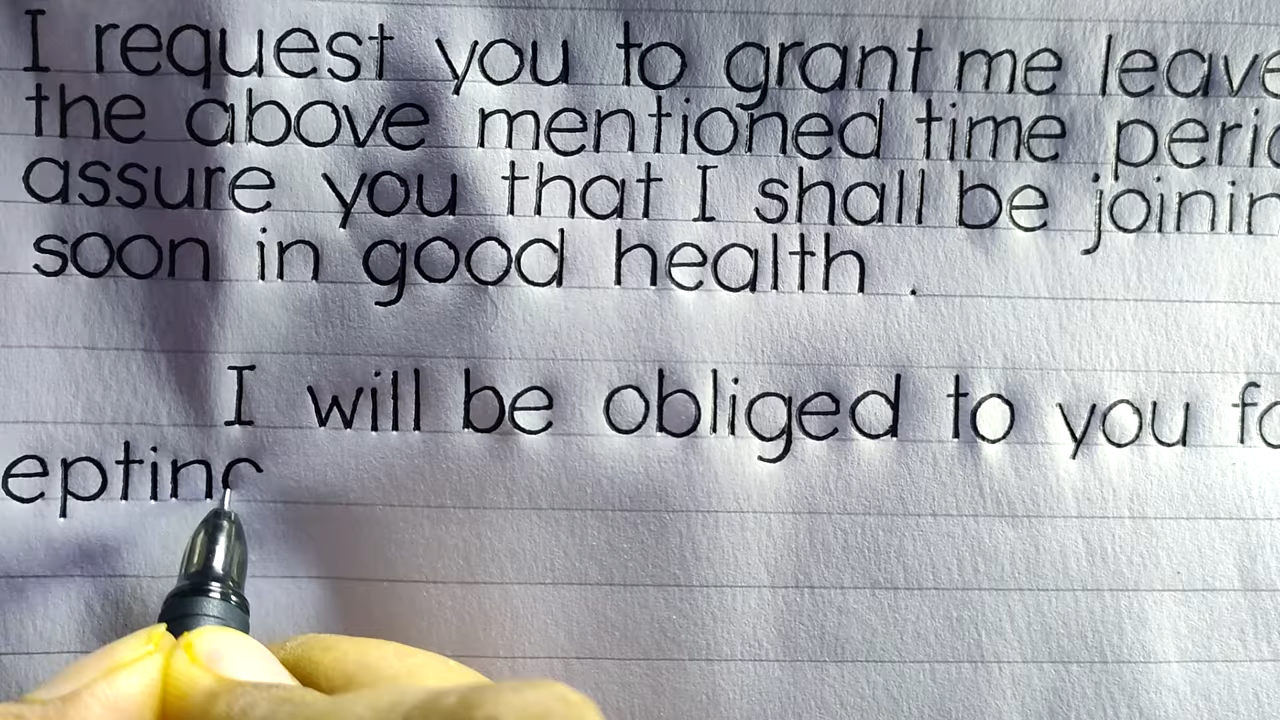 I request you to grant me leave
the above mentioned time perio
assure you that I shall be joinin
soon in good health .
I will be obliged to you fo
eptin